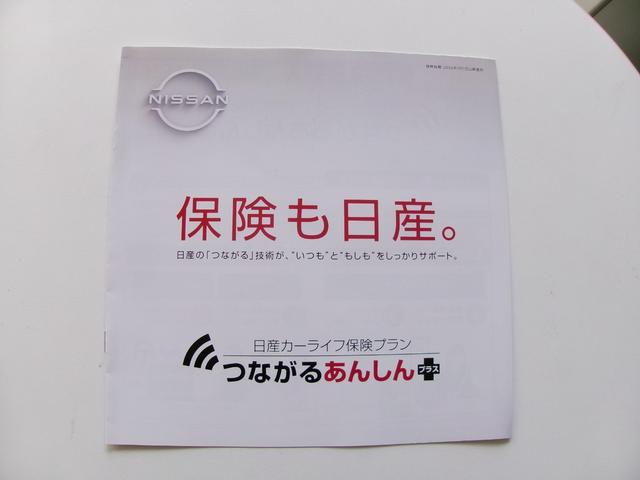 NISSAN
保険も日産。
日産の「つながる」技術が、“いつも”と“もしも”をしっかりサポート。
日産カーライフ保険プラン
つながるあんしん プラス